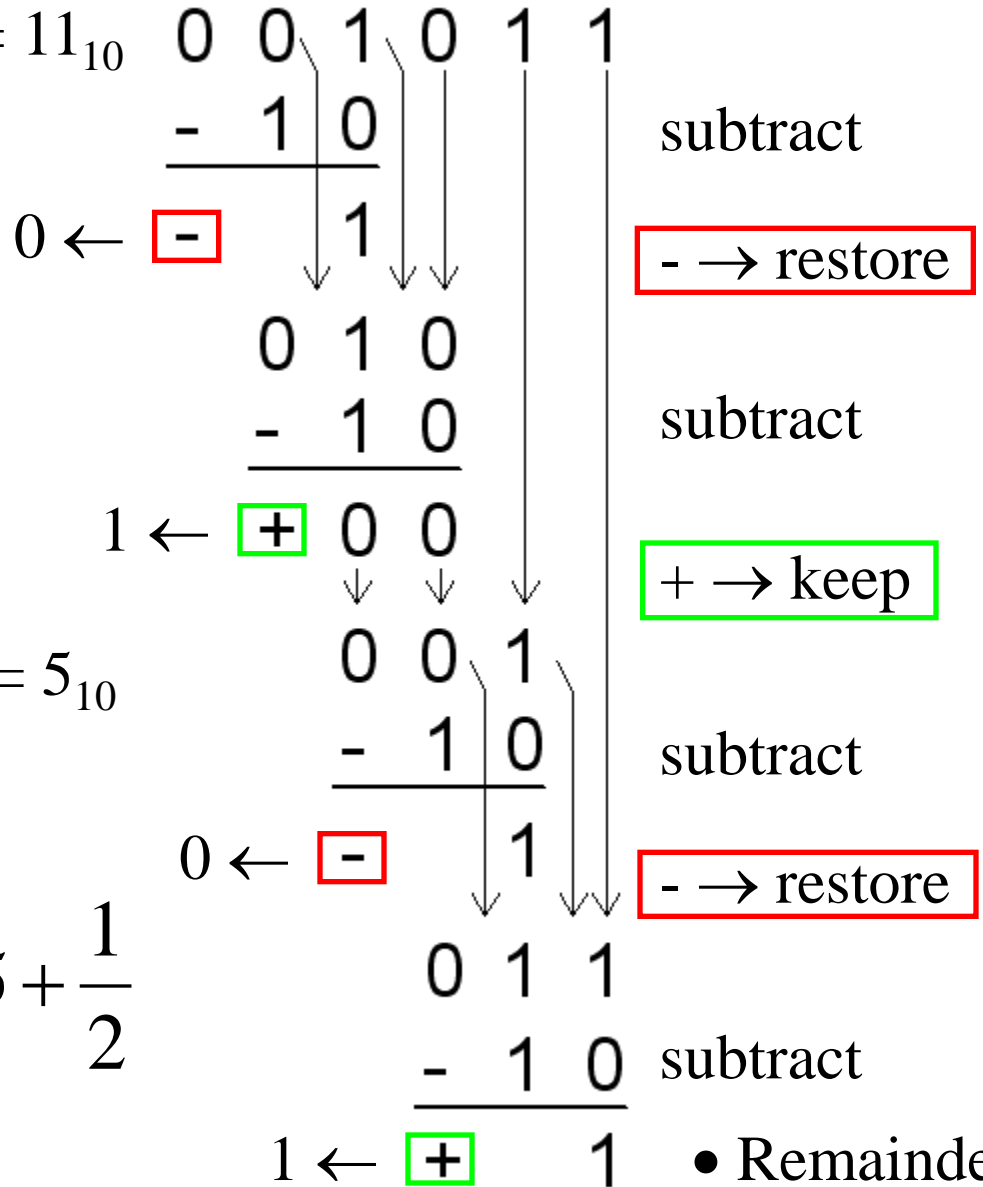 = 11₁₀ 0 0 1 0 1 1
- 1 0 subtract
0 ← - 1 - → restore
0 1 0
- 1 0 subtract
1 ← + 0 0 + → keep
0 0 1
= 5₁₀
- 1 0 subtract
0 ← - 1 - → restore
0 1 1
+ 1/2
- 1 0 subtract
1 ← + 1 • Remainde